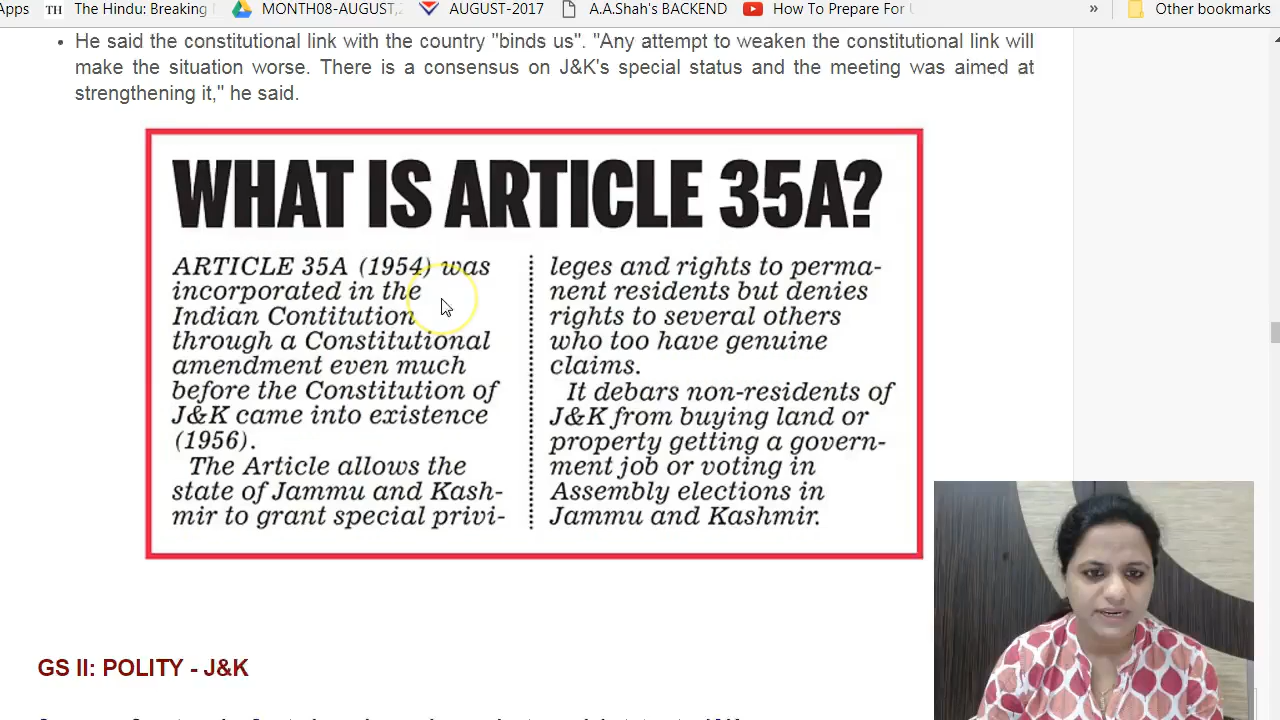 Apps TH The Hindu: Breaking MONTH08-AUGUST, AUGUST-2017 A.A.Shah's BACKEND How To Prepare For » Other bookmarks
• He said the constitutional link with the country "binds us". "Any attempt to weaken the constitutional link will
make the situation worse. There is a consensus on J&K's special status and the meeting was aimed at
strengthening it," he said.
WHAT IS ARTICLE 35A?
ARTICLE 35A (1954) was
incorporated in the
Indian Contitution
through a Constitutional
amendment even much
before the Constitution of
J&K came into existence
(1956).
The Article allows the
state of Jammu and Kash-
mir to grant special privi-
leges and rights to perma-
nent residents but denies
rights to several others
who too have genuine
claims.
It debars non-residents of
J&K from buying land or
property getting a govern-
ment job or voting in
Assembly elections in
Jammu and Kashmir.
GS II: POLITY - J&K